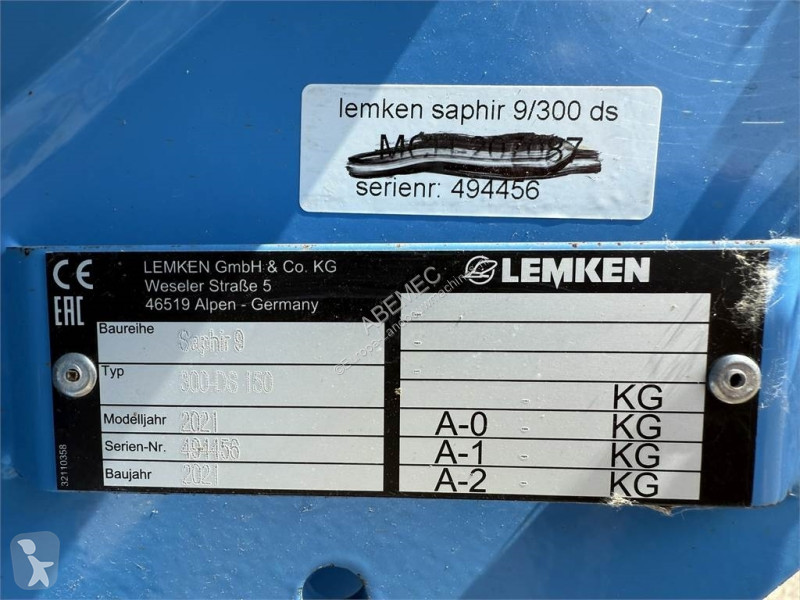 lemken saphir 9/300 ds
serienr: 494456
CE
EAC
LEMKEN GmbH & Co. KG
Weseler Straße 5
46519 Alpen - Germany
LEMKEN
Baureihe Saphir 9
Typ 300-DS 150
Modelljahr 2021
Serien-Nr. 494456
Baujahr 2021
- KG
A-0 - KG
A-1 - KG
A-2 - KG
32110358
ABEMEC